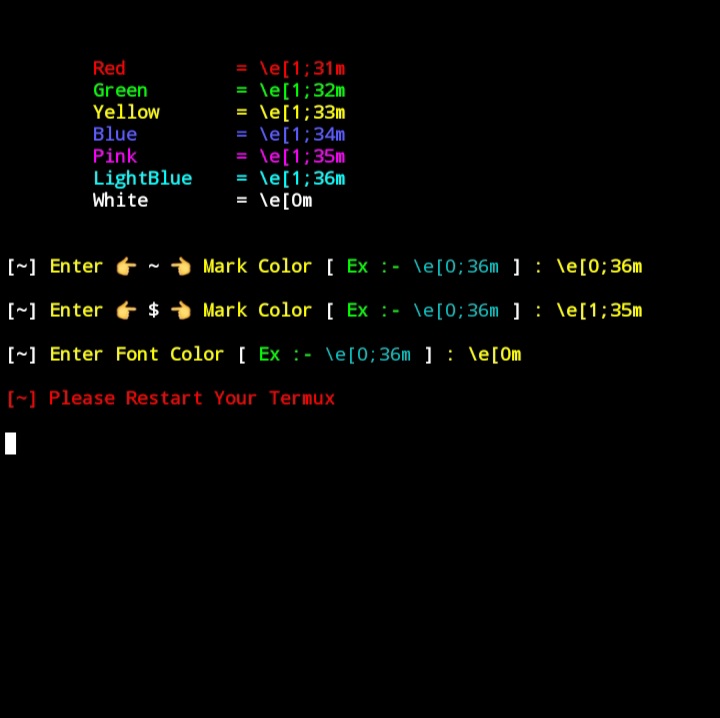 Red = \e[1;31m
Green = \e[1;32m
Yellow = \e[1;33m
Blue = \e[1;34m
Pink = \e[1;35m
LightBlue = \e[1;36m
White = \e[0m
[~] Enter 👉 ~ 👈 Mark Color [ Ex :- \e[0;36m ] : \e[0;36m
[~] Enter 👉 $ 👈 Mark Color [ Ex :- \e[0;36m ] : \e[1;35m
[~] Enter Font Color [ Ex :- \e[0;36m ] : \e[0m
[~] Please Restart Your Termux